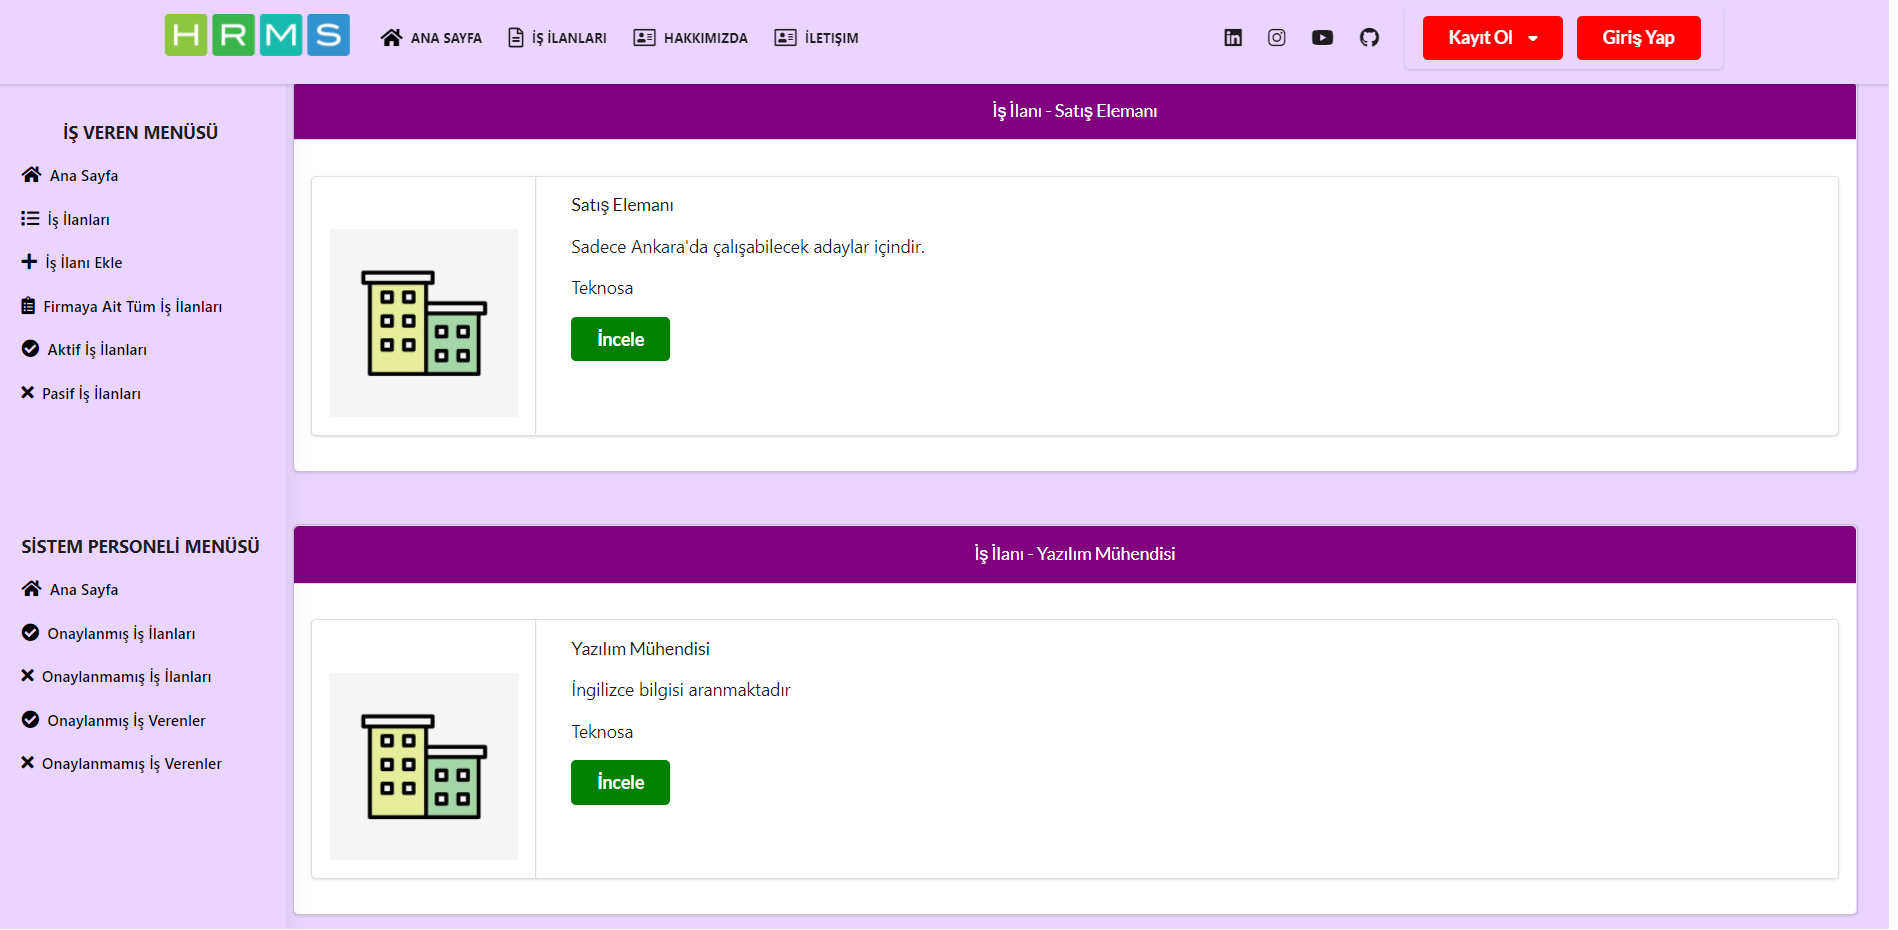 HRMS
ANA SAYFA
İŞ İLANLARI
HAKKIMIZDA
İLETIŞIM
Kayıt Ol
Giriş Yap
İŞ VEREN MENÜSÜ
Ana Sayfa
İş İlanları
İş İlanı Ekle
Firmaya Ait Tüm İş İlanları
Aktif İş İlanları
Pasif İş İlanları
SİSTEM PERSONELİ MENÜSÜ
Ana Sayfa
Onaylanmış İş İlanları
Onaylanmamış İş İlanları
Onaylanmış İş Verenler
Onaylanmamış İş Verenler
İş İlanı - Satış Elemanı
Satış Elemanı
Sadece Ankara'da çalışabilecek adaylar içindir.
Teknosa
İncele
İş İlanı - Yazılım Mühendisi
Yazılım Mühendisi
İngilizce bilgisi aranmaktadır
Teknosa
İncele